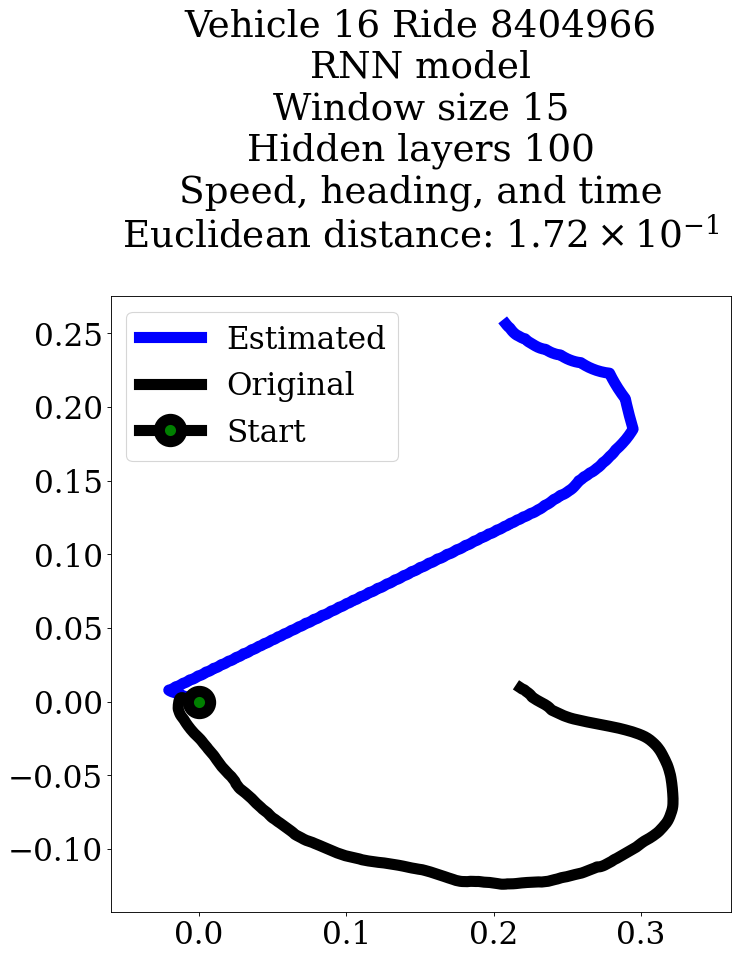 Vehicle 16 Ride 8404966
RNN model
Window size 15
Hidden layers 100
Speed, heading, and time
Euclidean distance: 1.72 × 10⁻¹
Estimated
Original
Start
0.25
0.20
0.15
0.10
0.05
0.00
−0.05
−0.10
0.0 0.1 0.2 0.3